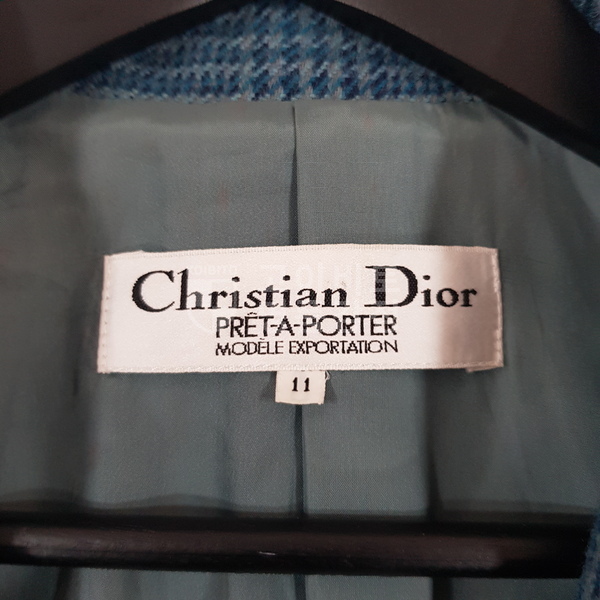 Christian Dior
PRÊT-A-PORTER
MODÈLE EXPORTATION
11